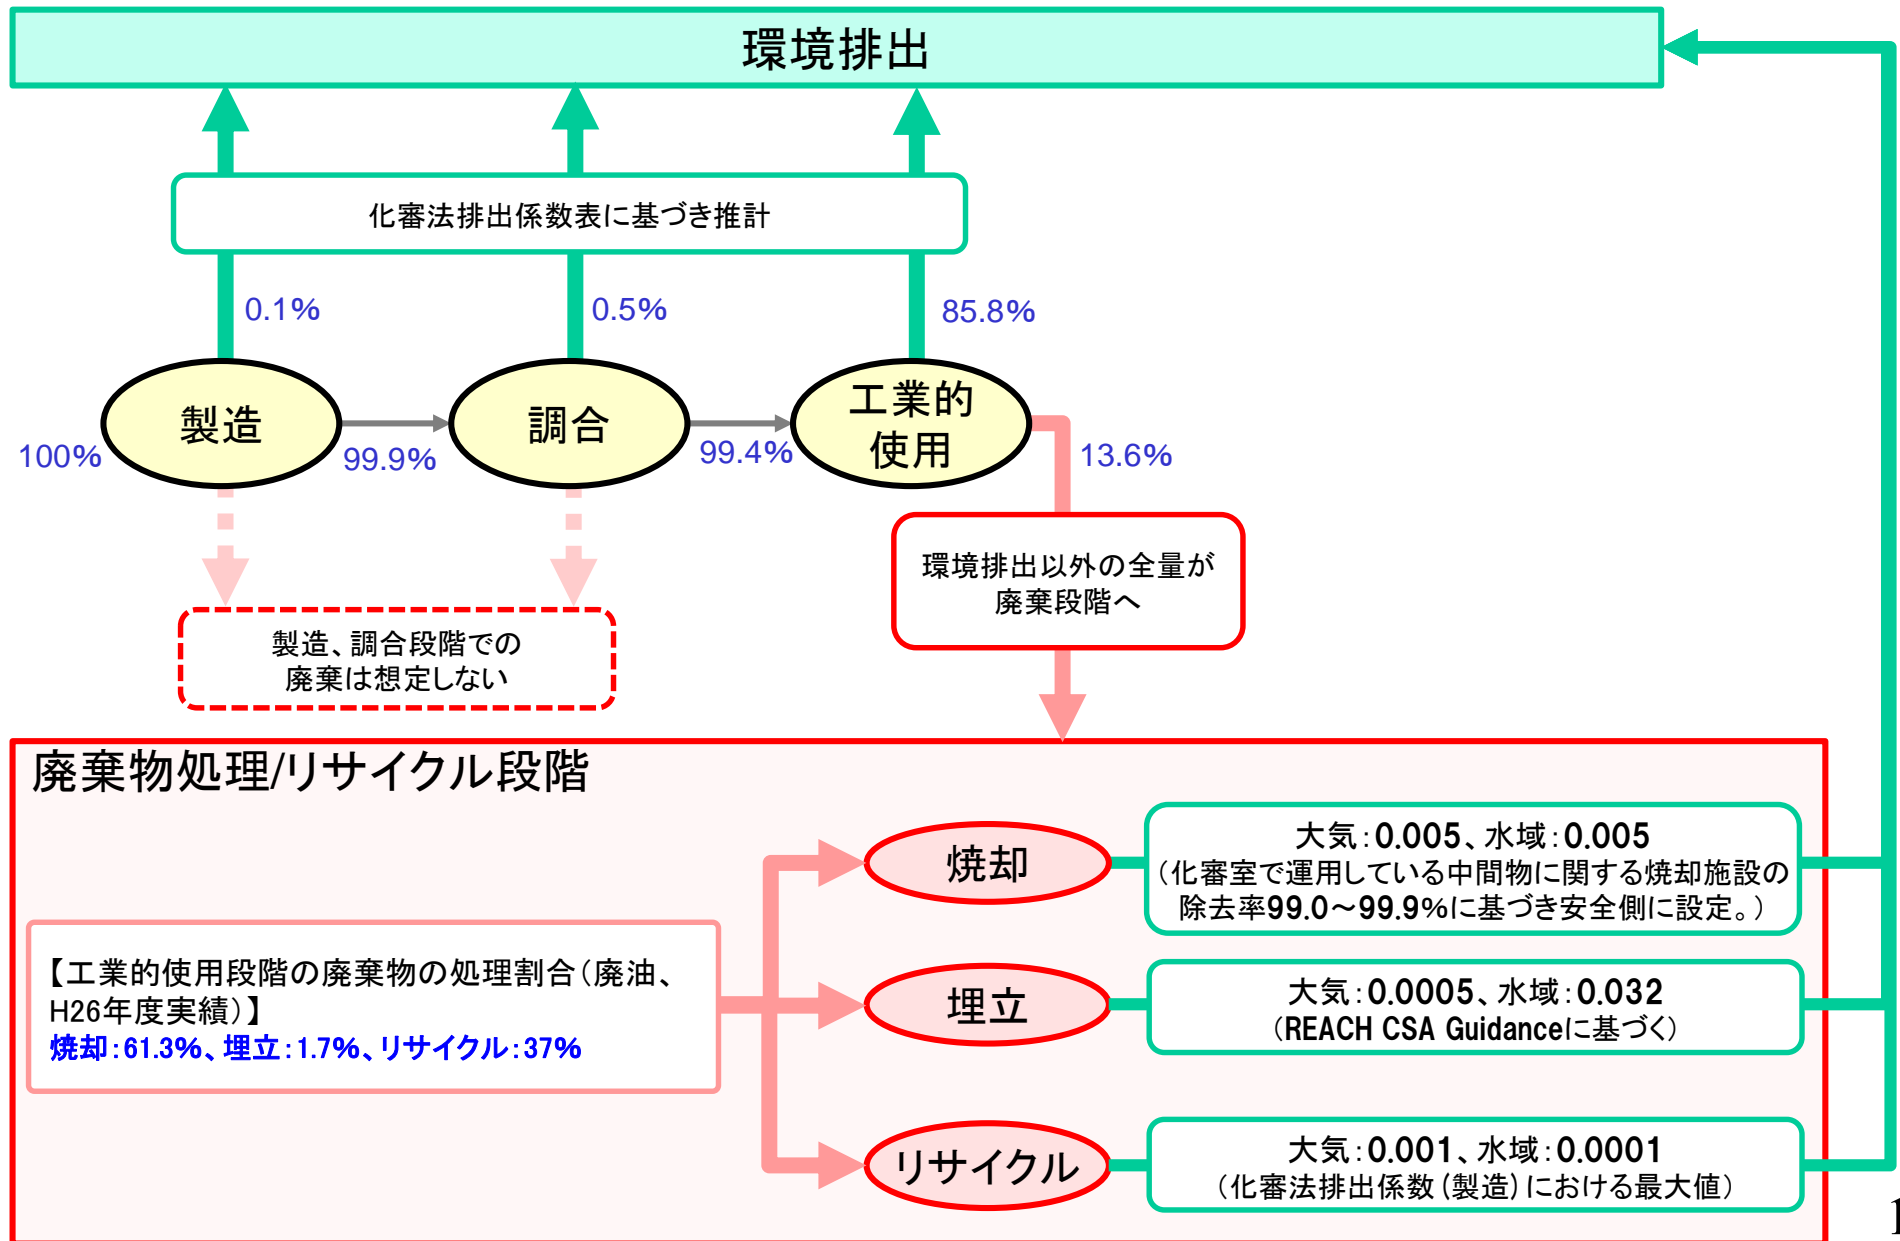 環境排出
化審法排出係数表に基づき推計
0.1%
0.5%
85.8%
製造
調合
工業的
使用
100%
99.9%
99.4%
13.6%
環境排出以外の全量が
廃棄段階へ
製造、調合段階での
廃棄は想定しない
廃棄物処理/リサイクル段階
【工業的使用段階の廃棄物の処理割合(廃油、
H26年度実績)】
焼却:61.3%、埋立:1.7%、リサイクル:37%
焼却
大気:0.005、水域:0.005
(化審室で運用している中間物に関する焼却施設の
除去率99.0～99.9%に基づき安全側に設定。)
埋立
大気:0.0005、水域:0.032
(REACH CSA Guidanceに基づく)
リサイクル
大気:0.001、水域:0.0001
(化審法排出係数(製造)における最大値)